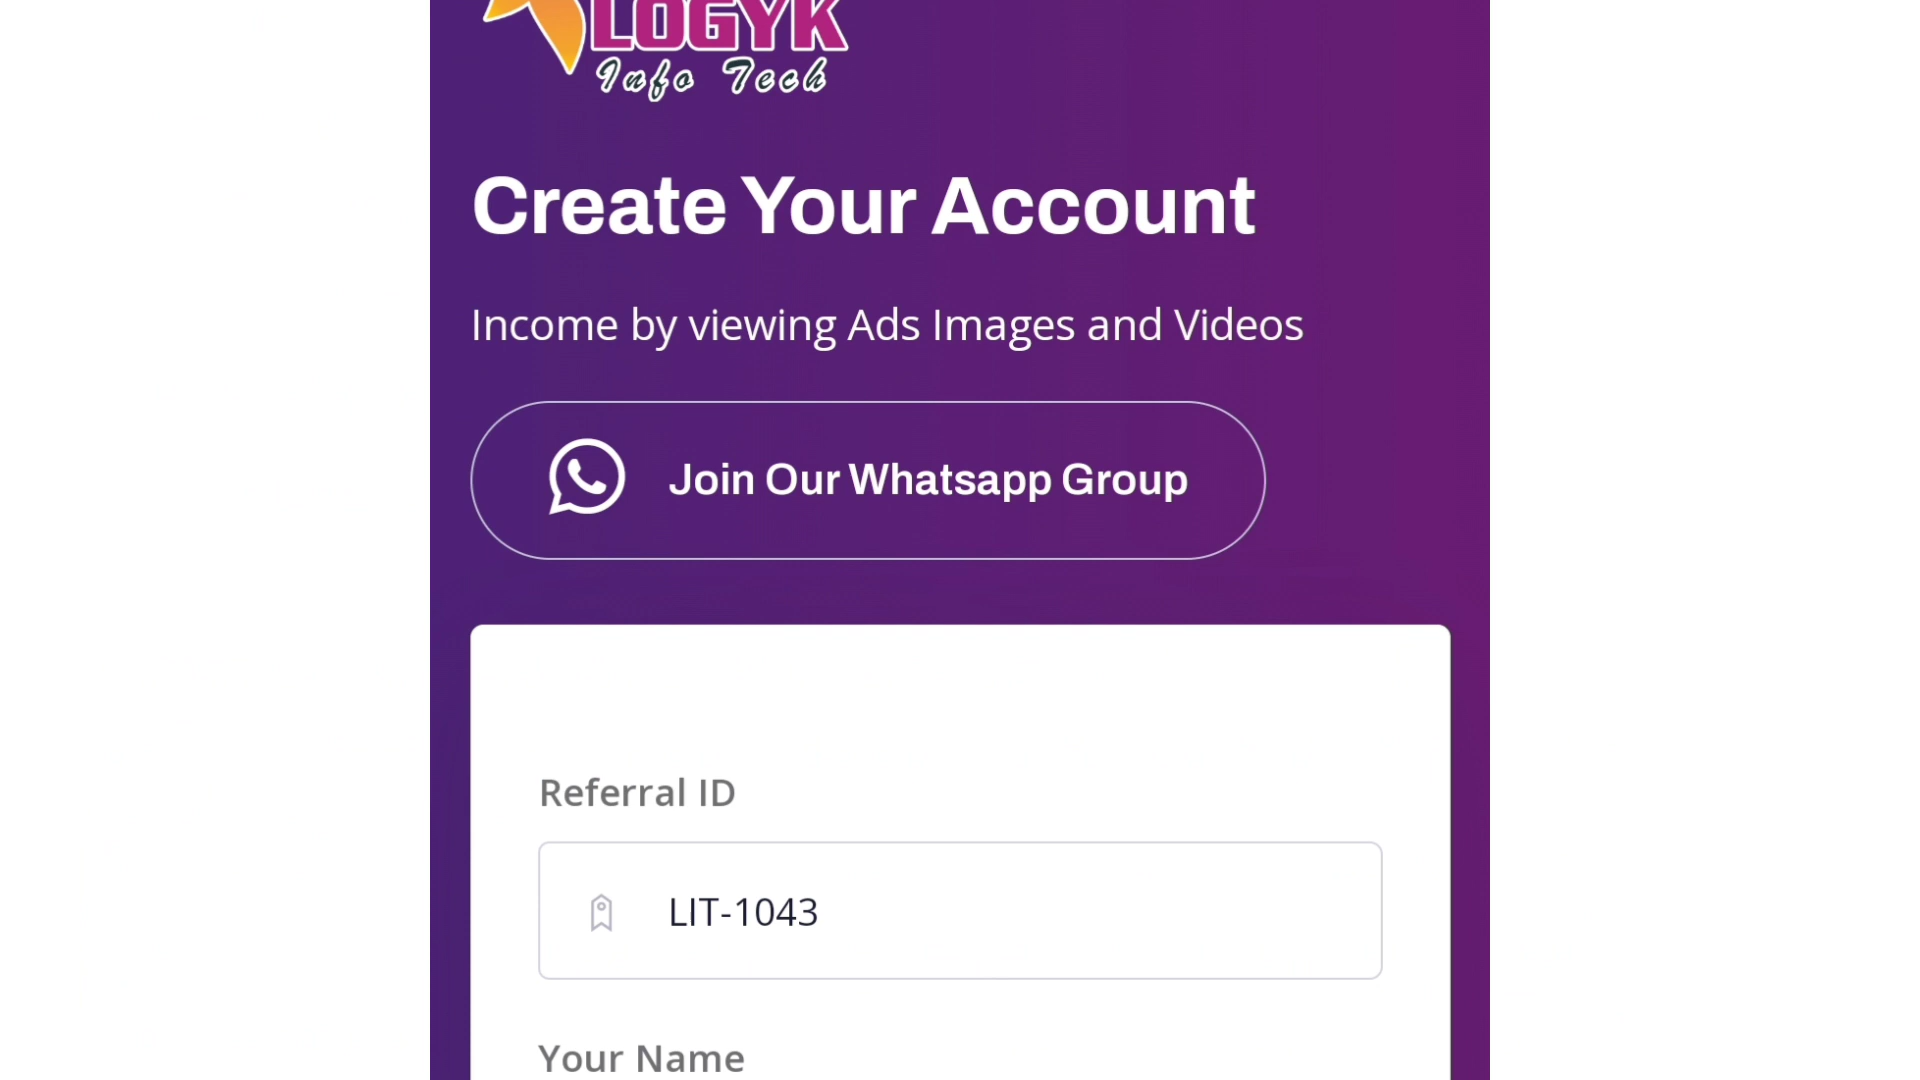 LOGYK
Info Tech
Create Your Account
Income by viewing Ads Images and Videos
Join Our Whatsapp Group
Referral ID
LIT-1043
Your Name